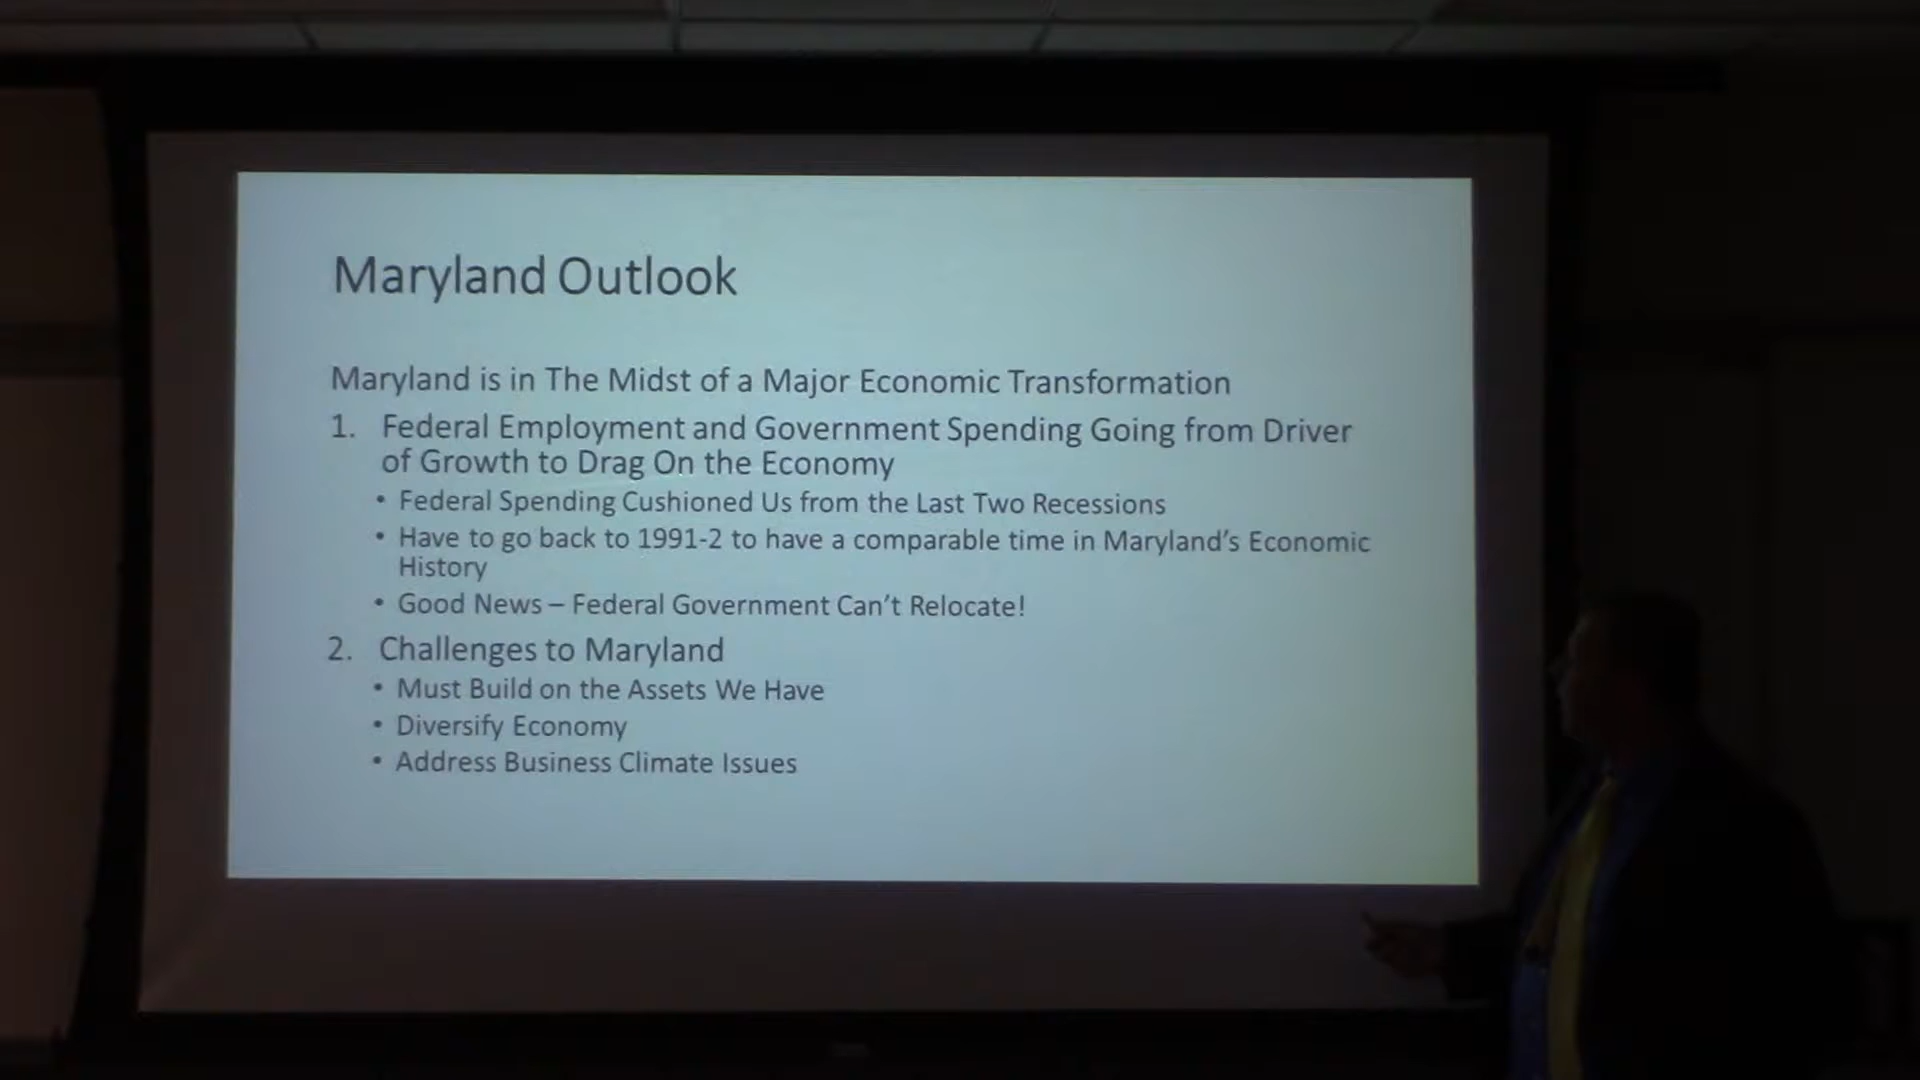 Maryland Outlook
Maryland is in The Midst of a Major Economic Transformation
1. Federal Employment and Government Spending Going from Driver
of Growth to Drag On the Economy
• Federal Spending Cushioned Us from the Last Two Recessions
• Have to go back to 1991-2 to have a comparable time in Maryland's Economic
History
• Good News – Federal Government Can't Relocate!
2. Challenges to Maryland
• Must Build on the Assets We Have
• Diversify Economy
• Address Business Climate Issues